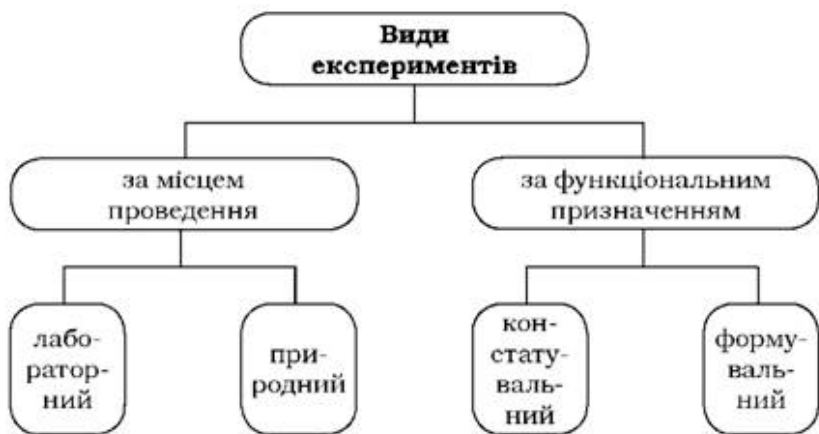 Види
експериментів
за місцем
проведення
за функціональним
призначенням
лабо-
ратор-
ний
при-
родний
кон-
стату-
валь-
ний
форму-
валь-
ний